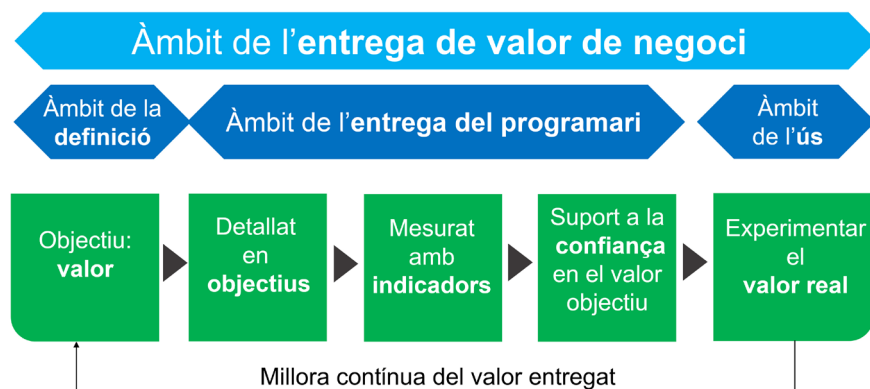 Àmbit de l'entrega de valor de negoci
Àmbit de la
definició
Àmbit de l'entrega del programari
Àmbit
de l'ús
Objectiu:
valor
Detallat
en
objectius
Mesurat
amb
indicadors
Suport a la
confiança
en el valor
objectiu
Experimentar
el
valor real
Millora contínua del valor entregat